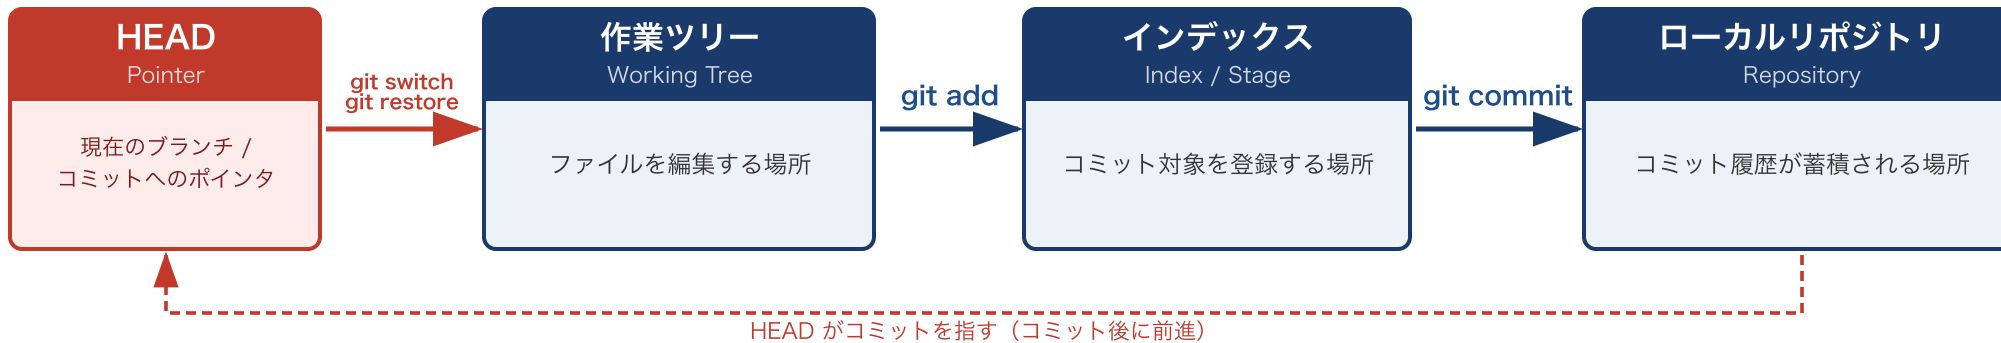 HEAD
Pointer
現在のブランチ /
コミットへのポインタ
git switch
git restore
作業ツリー
Working Tree
ファイルを編集する場所
git add
インデックス
Index / Stage
コミット対象を登録する場所
git commit
ローカルリポジトリ
Repository
コミット履歴が蓄積される場所
HEAD がコミットを指す（コミット後に前進）